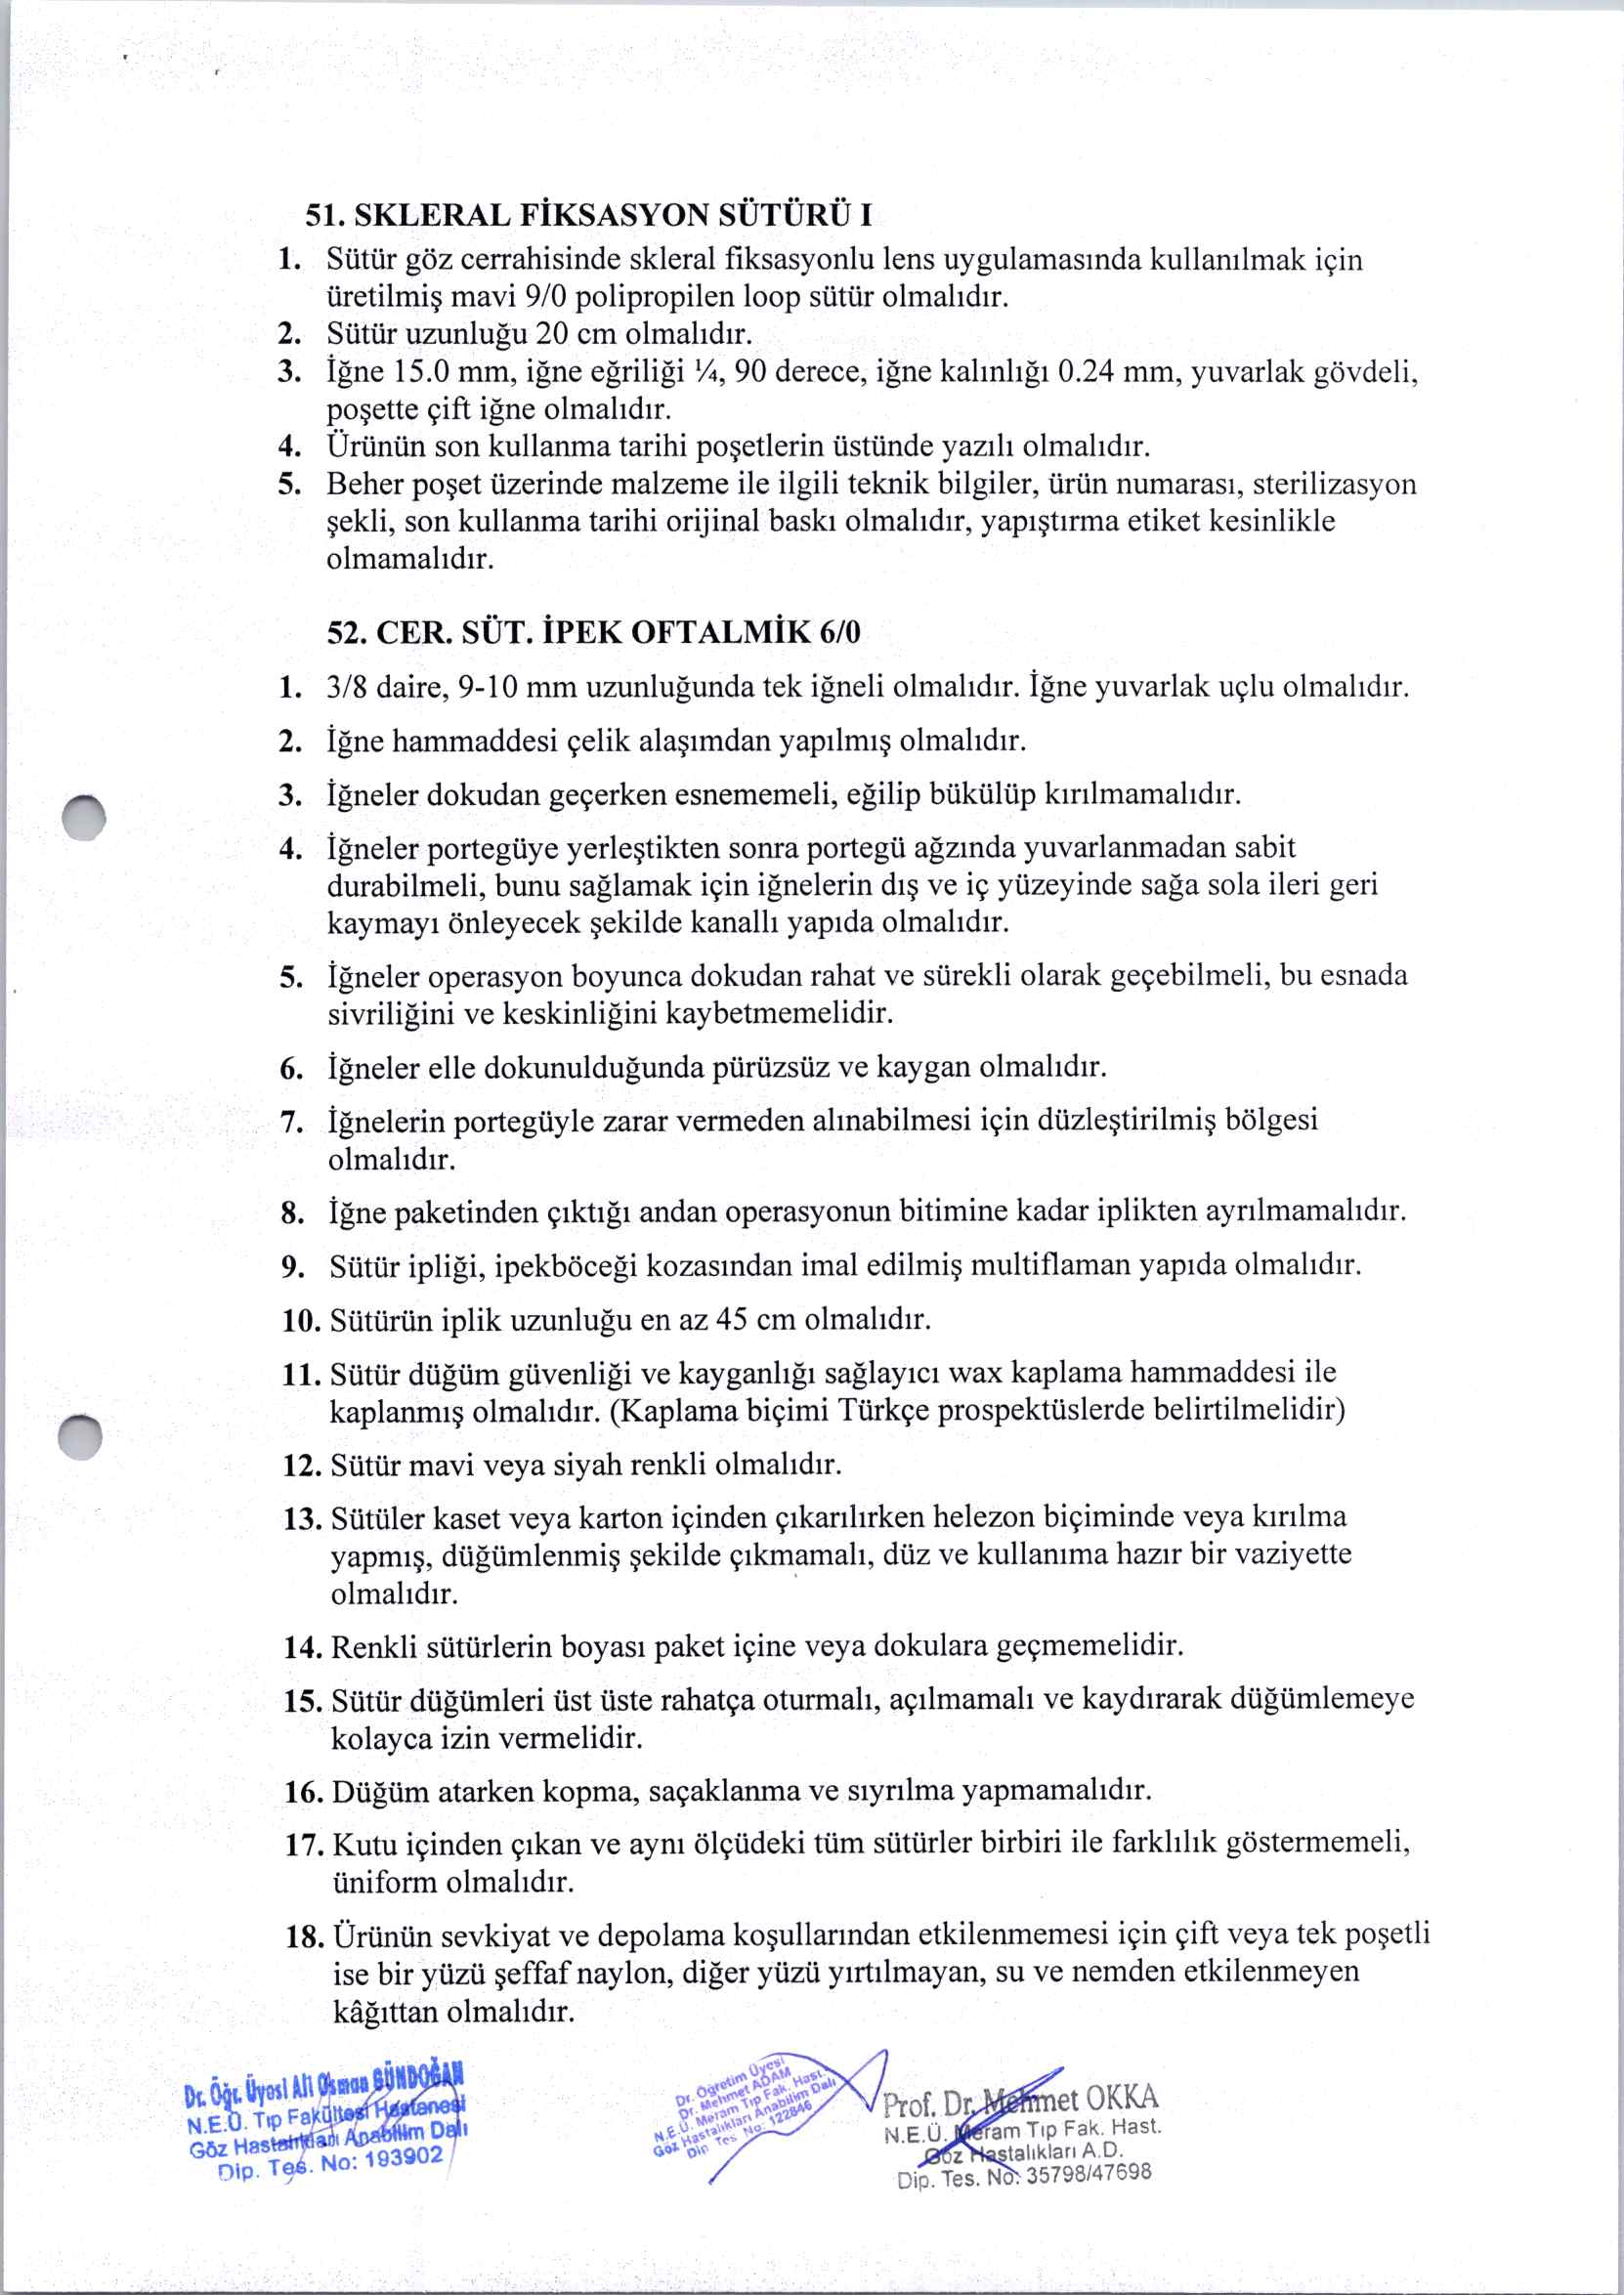 51. SKLERAL FİKSASYON SÜTÜRÜ I
1. Sütür göz cerrahisinde skleral fiksasyonlu lens uygulamasında kullanılmak için
üretilmiş mavi 9/0 polipropilen loop sütür olmalıdır.
2. Sütür uzunluğu 20 cm olmalıdır.
3. İğne 15.0 mm, iğne eğriliği ¼, 90 derece, iğne kalınlığı 0.24 mm, yuvarlak gövdeli,
poşette çift iğne olmalıdır.
4. Ürünün son kullanma tarihi poşetlerin üstünde yazılı olmalıdır.
5. Beher poşet üzerinde malzeme ile ilgili teknik bilgiler, ürün numarası, sterilizasyon
şekli, son kullanma tarihi orijinal baskı olmalıdır, yapıştırma etiket kesinlikle
olmamalıdır.
52. CER. SÜT. İPEK OFTALMİK 6/0
1. 3/8 daire, 9-10 mm uzunluğunda tek iğneli olmalıdır. İğne yuvarlak uçlu olmalıdır.
2. İğne hammaddesi çelik alaşımdan yapılmış olmalıdır.
3. İğneler dokudan geçerken esnememeli, eğilip bükülüp kırılmamalıdır.
4. İğneler portegüye yerleştikten sonra portegü ağzında yuvarlanmadan sabit
durabilmeli, bunu sağlamak için iğnelerin dış ve iç yüzeyinde sağa sola ileri geri
kaymayı önleyecek şekilde kanallı yapıda olmalıdır.
5. İğneler operasyon boyunca dokudan rahat ve sürekli olarak geçebilmeli, bu esnada
sivriliğini ve keskinliğini kaybetmemelidir.
6. İğneler elle dokunulduğunda pürüzsüz ve kaygan olmalıdır.
7. İğnelerin portegüyle zarar vermeden alınabilmesi için düzleştirilmiş bölgesi
olmalıdır.
8. İğne paketinden çıktığı andan operasyonun bitimine kadar iplikten ayrılmamalıdır.
9. Sütür ipliği, ipekböceği kozasından imal edilmiş multiflaman yapıda olmalıdır.
10. Sütürün iplik uzunluğu en az 45 cm olmalıdır.
11. Sütür düğüm güvenliği ve kayganlığı sağlayıcı wax kaplama hammaddesi ile
kaplanmış olmalıdır. (Kaplama biçimi Türkçe prospektüslerde belirtilmelidir)
12. Sütür mavi veya siyah renkli olmalıdır.
13. Sütüler kaset veya karton içinden çıkarılırken helezon biçiminde veya kırılma
yapmış, düğümlenmiş şekilde çıkmamalı, düz ve kullanıma hazır bir vaziyette
olmalıdır.
14. Renkli sütürlerin boyası paket içine veya dokulara geçmemelidir.
15. Sütür düğümleri üst üste rahatça oturmalı, açılmamalı ve kaydırarak düğümlemeye
kolayca izin vermelidir.
16. Düğüm atarken kopma, saçaklanma ve sıyrılma yapmamalıdır.
17. Kutu içinden çıkan ve aynı ölçüdeki tüm sütürler birbiri ile farklılık göstermemeli,
üniform olmalıdır.
18. Ürünün sevkiyat ve depolama koşullarından etkilenmemesi için çift veya tek poşetli
ise bir yüzü şeffaf naylon, diğer yüzü yırtılmayan, su ve nemden etkilenmeyen
kâğıttan olmalıdır.
Dr. Öğr. Üyesi Ali Osman GÜNDOĞAN
N.E.Ü. Tıp Fakültesi Hastanesi
Göz Hastalıkları Anabilim Dalı
Dip. Tes. No: 193902
Dr. Öğretim Üyesi
Dr. Mehmet ADAM
N.E.Ü. Meram Tıp Fak. Hast.
Göz Hastalıkları Anabilim Dalı
Dip. Tes. No: 122846
Prof. Dr. Mehmet OKKA
N.E.Ü. Meram Tıp Fak. Hast.
Göz Hastalıkları A.D.
Dip. Tes. No: 35798/47698